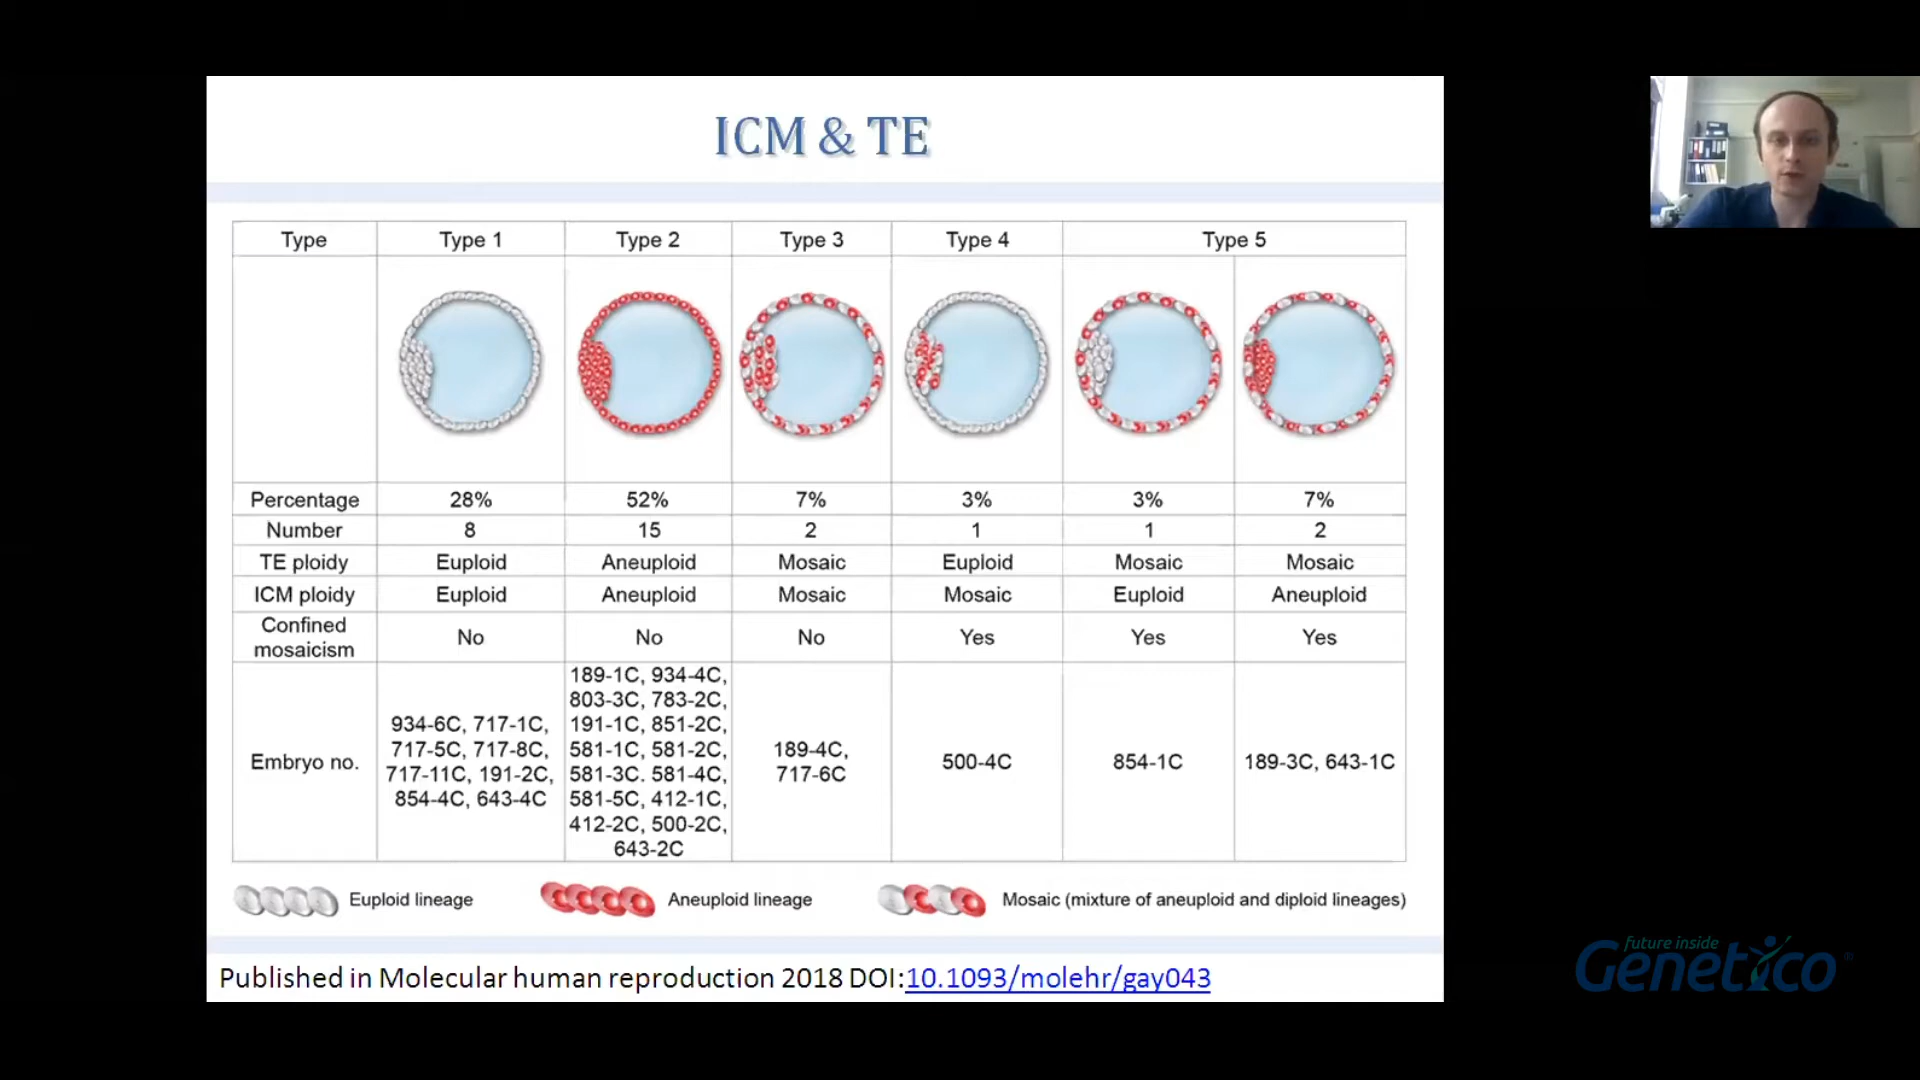 ICM & TE
Type Type 1 Type 2 Type 3 Type 4 Type 5
Percentage 28% 52% 7% 3% 3% 7%
Number 8 15 2 1 1 2
TE ploidy Euploid Aneuploid Mosaic Euploid Mosaic Mosaic
ICM ploidy Euploid Aneuploid Mosaic Mosaic Euploid Aneuploid
Confined
mosaicism No No No Yes Yes Yes
Embryo no.
934-6C, 717-1C,
717-5C, 717-8C,
717-11C, 191-2C,
854-4C, 643-4C
189-1C, 934-4C,
803-3C, 783-2C,
191-1C, 851-2C,
581-1C, 581-2C,
581-3C. 581-4C,
581-5C, 412-1C,
412-2C, 500-2C,
643-2C
189-4C,
717-6C
500-4C
854-1C
189-3C, 643-1C
Euploid lineage Aneuploid lineage Mosaic (mixture of aneuploid and diploid lineages)
Published in Molecular human reproduction 2018 DOI:10.1093/molehr/gay043
future inside
Genetico®